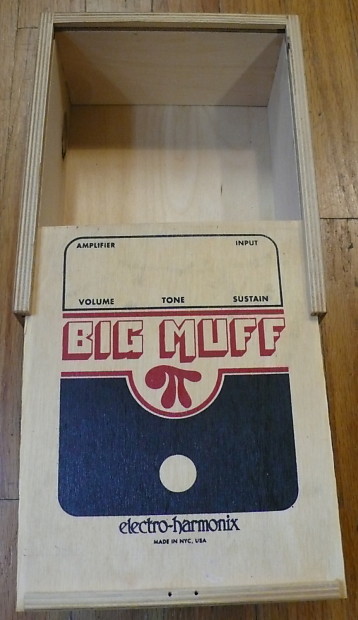 AMPLIFIER INPUT
VOLUME TONE SUSTAIN
BIG MUFF
π
electro-harmonix
MADE IN NYC, USA